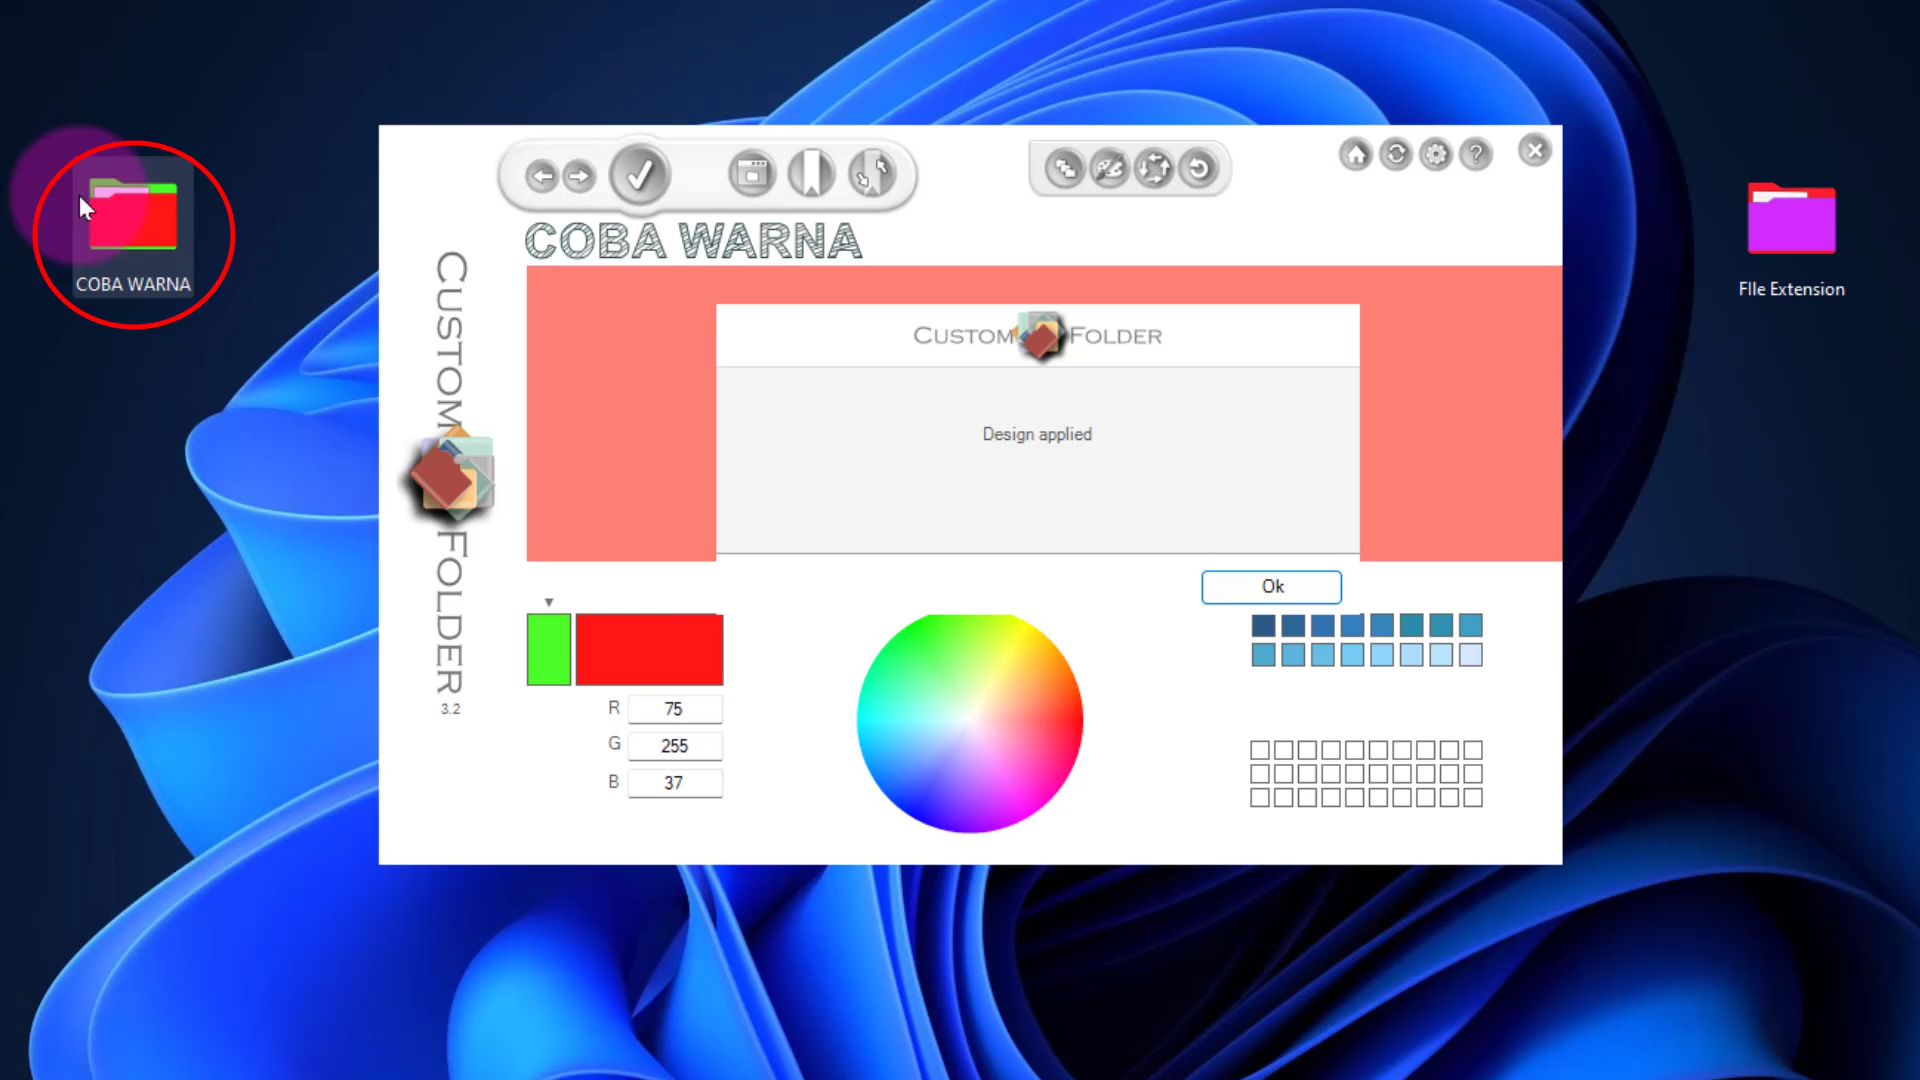 COBA WARNA
CUSTOM FOLDER
3.2
COBA WARNA
CUSTOM FOLDER
Design applied
Ok
R 75
G 255
B 37
FIle Extension